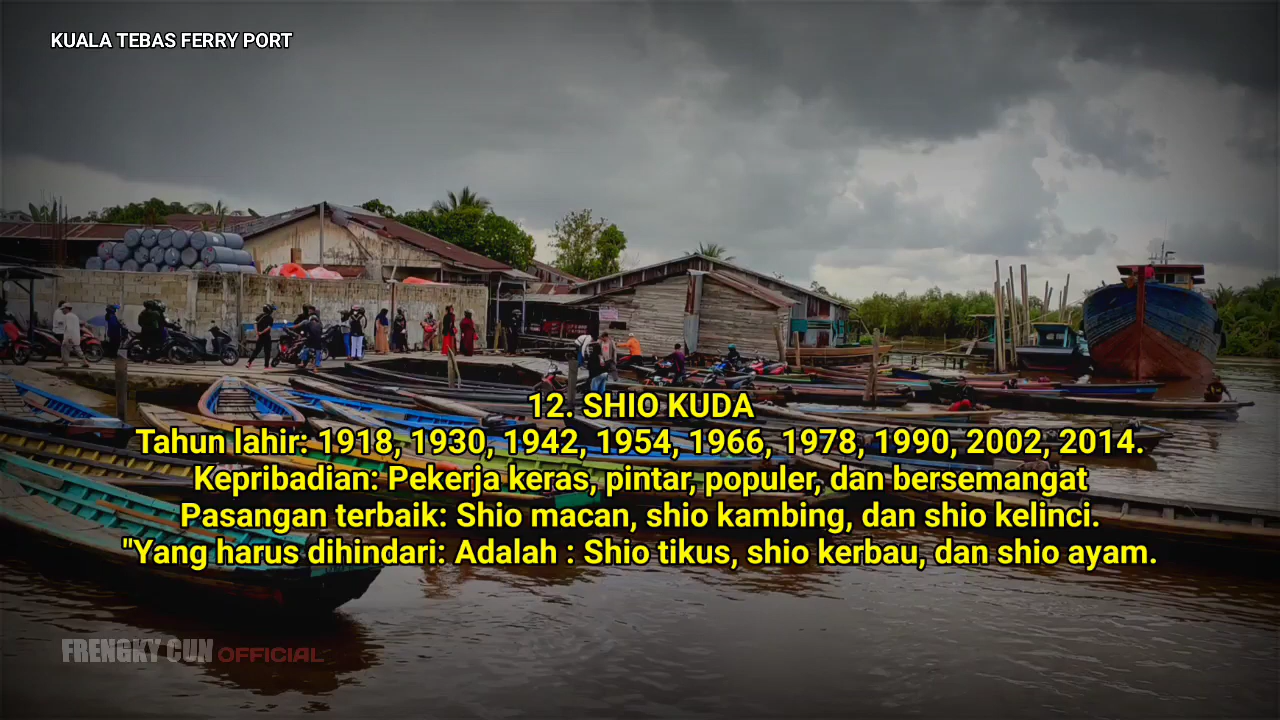 KUALA TEBAS FERRY PORT
12. SHIO KUDA
Tahun lahir: 1918, 1930, 1942, 1954, 1966, 1978, 1990, 2002, 2014.
Kepribadian: Pekerja keras, pintar, populer, dan bersemangat
Pasangan terbaik: Shio macan, shio kambing, dan shio kelinci.
"Yang harus dihindari: Adalah : Shio tikus, shio kerbau, dan shio ayam.
FRENGKY CUN OFFICIAL